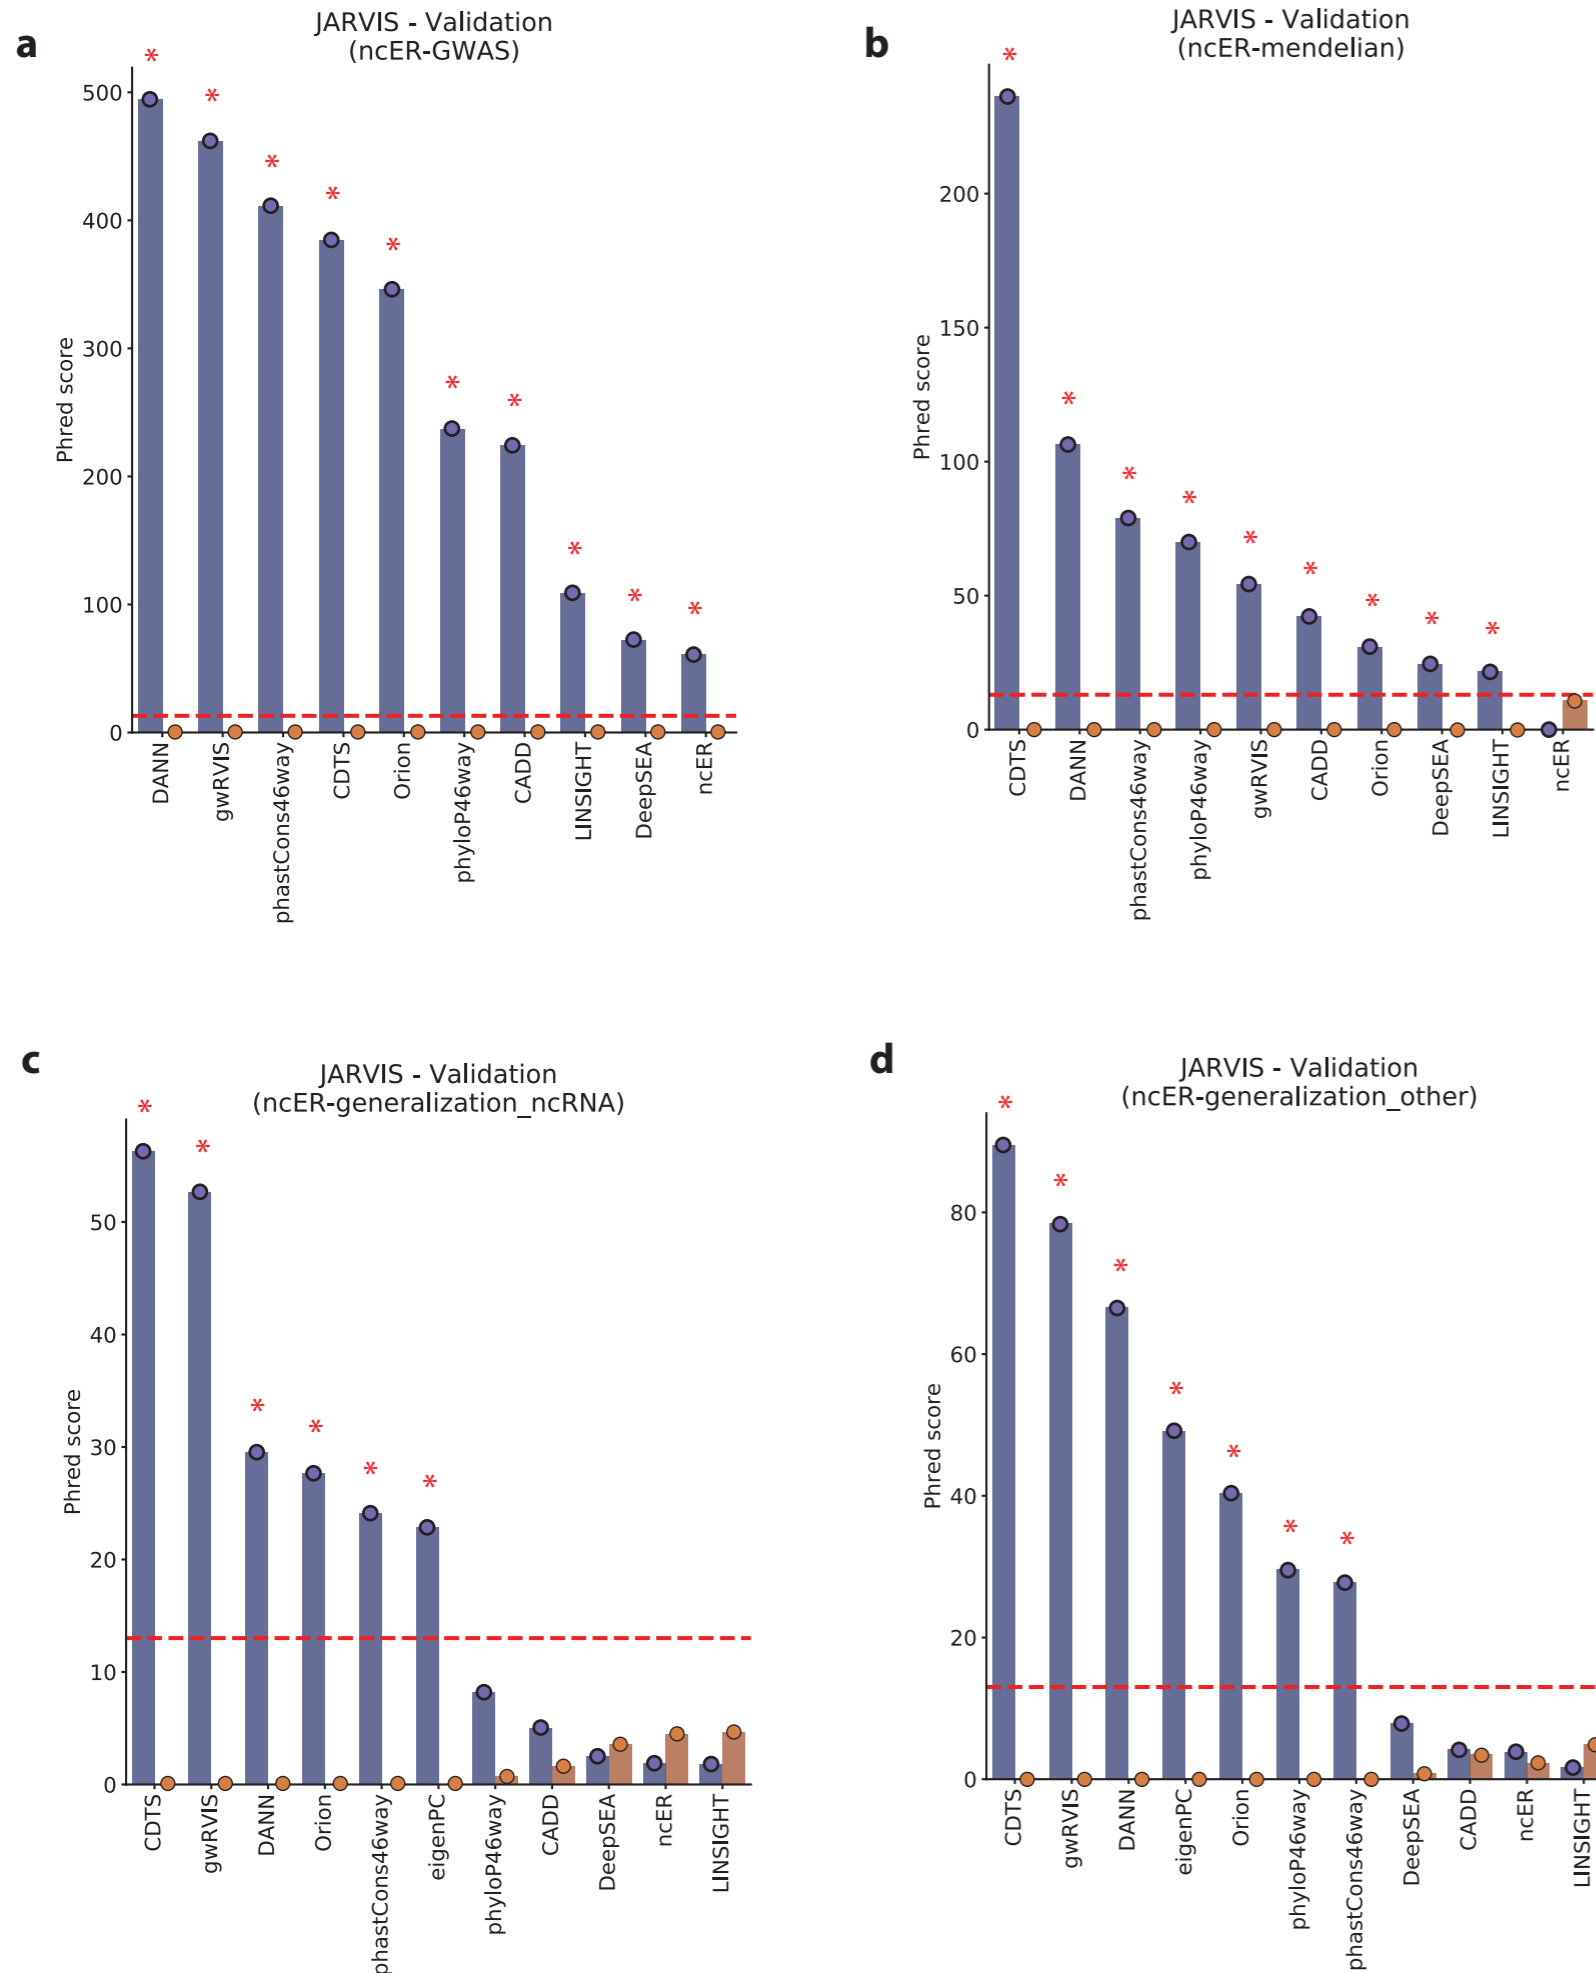 a
JARVIS - Validation
(ncER-GWAS)
*
*
*
*
*
*
*
*
*
*
500
400
300
200
100
0
Phred score
DANN
gwRVIS
phastCons46way
CDTS
Orion
phyloP46way
CADD
LINSIGHT
DeepSEA
ncER
b
JARVIS - Validation
(ncER-mendelian)
*
*
*
*
*
*
*
*
*
200
150
100
50
0
Phred score
CDTS
DANN
phastCons46way
phyloP46way
gwRVIS
CADD
Orion
DeepSEA
LINSIGHT
ncER
c
JARVIS - Validation
(ncER-generalization_ncRNA)
*
*
*
*
*
*
50
40
30
20
10
0
Phred score
CDTS
gwRVIS
DANN
Orion
phastCons46way
eigenPC
phyloP46way
CADD
DeepSEA
ncER
LINSIGHT
d
JARVIS - Validation
(ncER-generalization_other)
*
*
*
*
*
*
*
80
60
40
20
0
Phred score
CDTS
gwRVIS
DANN
eigenPC
Orion
phyloP46way
phastCons46way
DeepSEA
CADD
ncER
LINSIGHT